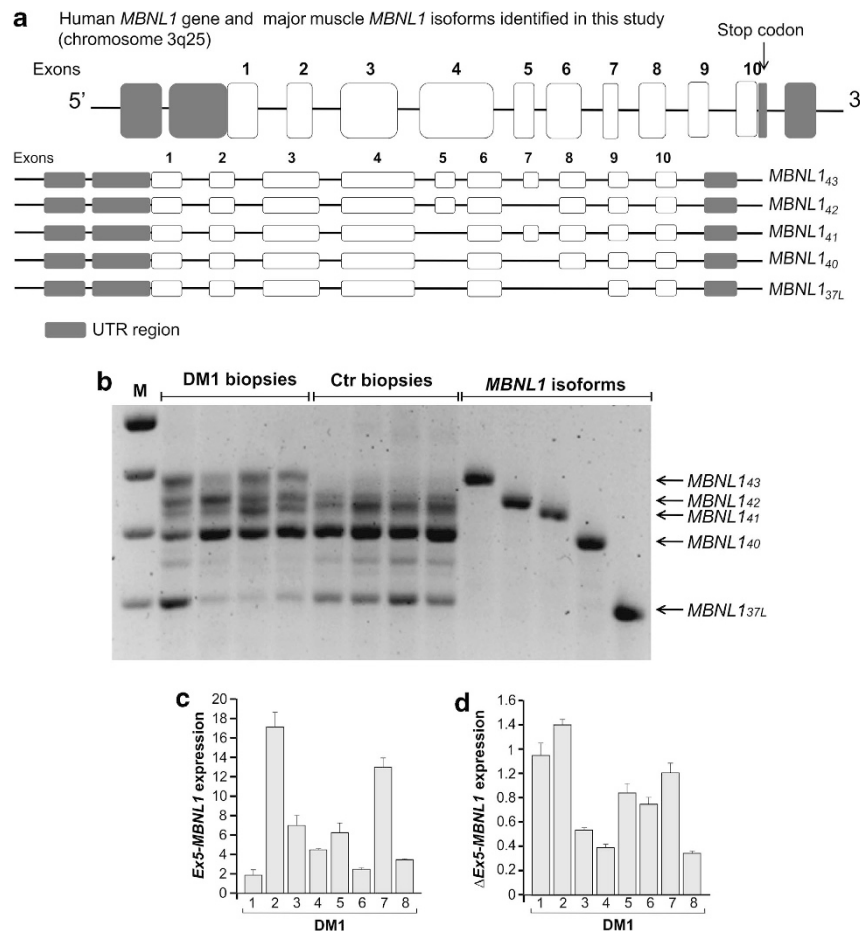 a Human MBNL1 gene and major muscle MBNL1 isoforms identified in this study
(chromosome 3q25)
Stop codon
Exons 1 2 3 4 5 6 7 8 9 10
5' 3
Exons 1 2 3 4 5 6 7 8 9 10
MBNL1₄₃
MBNL1₄₂
MBNL1₄₁
MBNL1₄₀
MBNL1₃₇L
UTR region
b M DM1 biopsies Ctr biopsies MBNL1 isoforms
MBNL1₄₃
MBNL1₄₂
MBNL1₄₁
MBNL1₄₀
MBNL1₃₇L
c
Ex5-MBNL1 expression
20
18
16
14
12
10
8
6
4
2
0
1 2 3 4 5 6 7 8
DM1
d
ΔEx5-MBNL1 expression
1.6
1.4
1
1.2
0.8
0.6
0.4
0.2
0
1 2 3 4 5 6 7 8
DM1